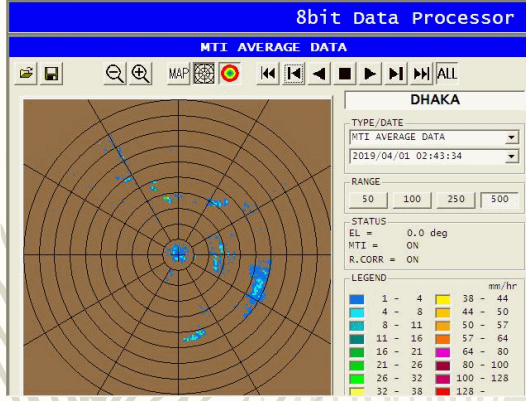 8bit Data Processor
MTI AVERAGE DATA
MAP ALL
DHAKA
TYPE/DATE
MTI AVERAGE DATA
2019/04/01 02:43:34
RANGE
50 100 250 500
STATUS
EL = 0.0 deg
MTI = ON
R.CORR = ON
LEGEND
mm/hr
1 - 4 38 - 44
4 - 8 44 - 50
8 - 11 50 - 57
11 - 16 57 - 64
16 - 21 64 - 80
21 - 26 80 - 100
26 - 32 100 - 128
32 - 38 128 -